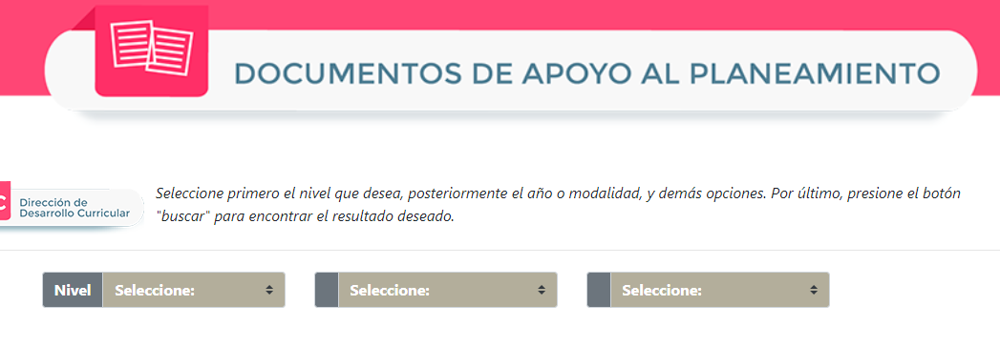 DOCUMENTOS DE APOYO AL PLANEAMIENTO
C
Dirección de
Desarrollo Curricular
Seleccione primero el nivel que desea, posteriormente el año o modalidad, y demás opciones. Por último, presione el botón
"buscar" para encontrar el resultado deseado.
Nivel Seleccione: Seleccione: Seleccione: